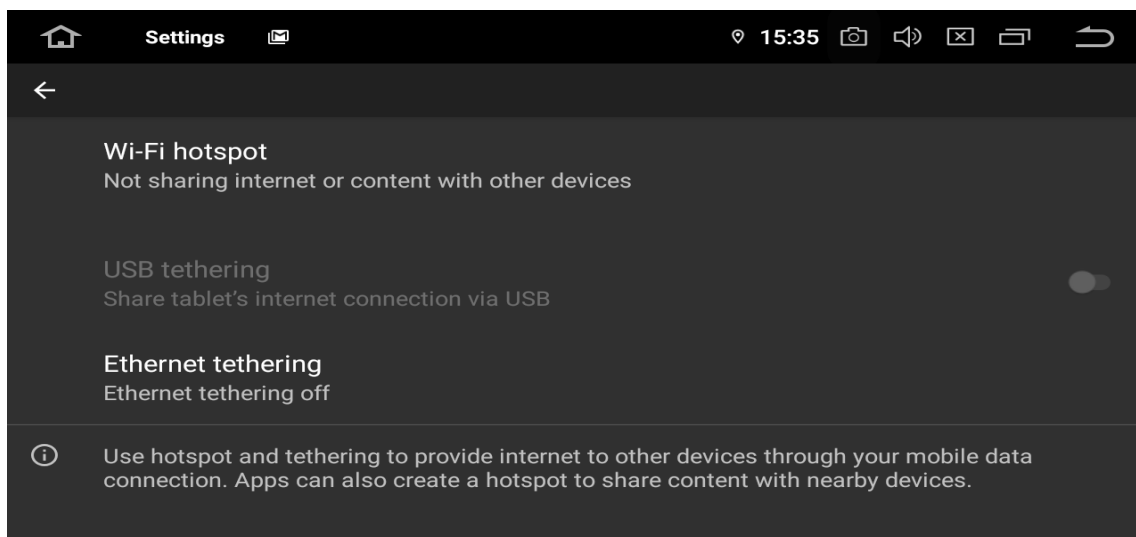 Settings
15:35
Wi-Fi hotspot
Not sharing internet or content with other devices
USB tethering
Share tablet's internet connection via USB
Ethernet tethering
Ethernet tethering off
Use hotspot and tethering to provide internet to other devices through your mobile data
connection. Apps can also create a hotspot to share content with nearby devices.